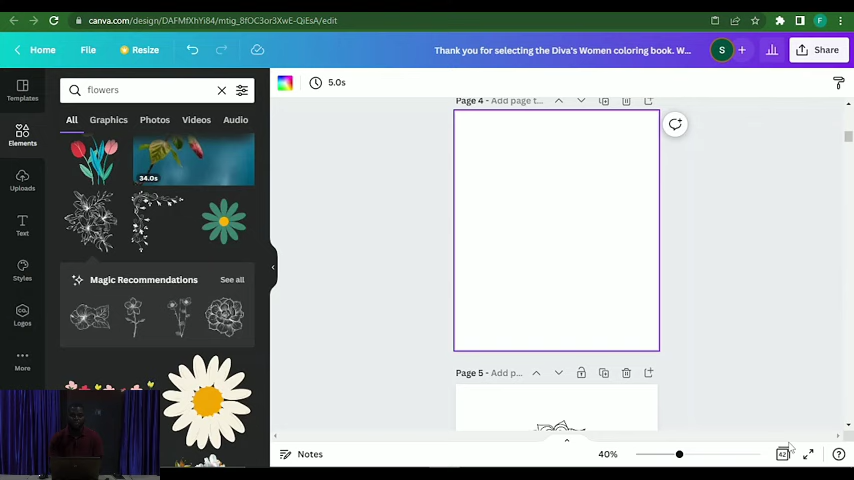 canva.com/design/DAFMfXhYi84/mtig_8fOC3or3XwE-QiEsA/edit
F
Home
File
Resize
Thank you for selecting the Diva's Women coloring book. W...
S
+
Share
Templates
Elements
Uploads
Text
Styles
Logos
More
flowers
All
Graphics
Photos
Videos
Audio
34.0s
Magic Recommendations
See all
5.0s
Page 4 - Add page t...
Page 5 - Add p...
Notes
40%
42
?